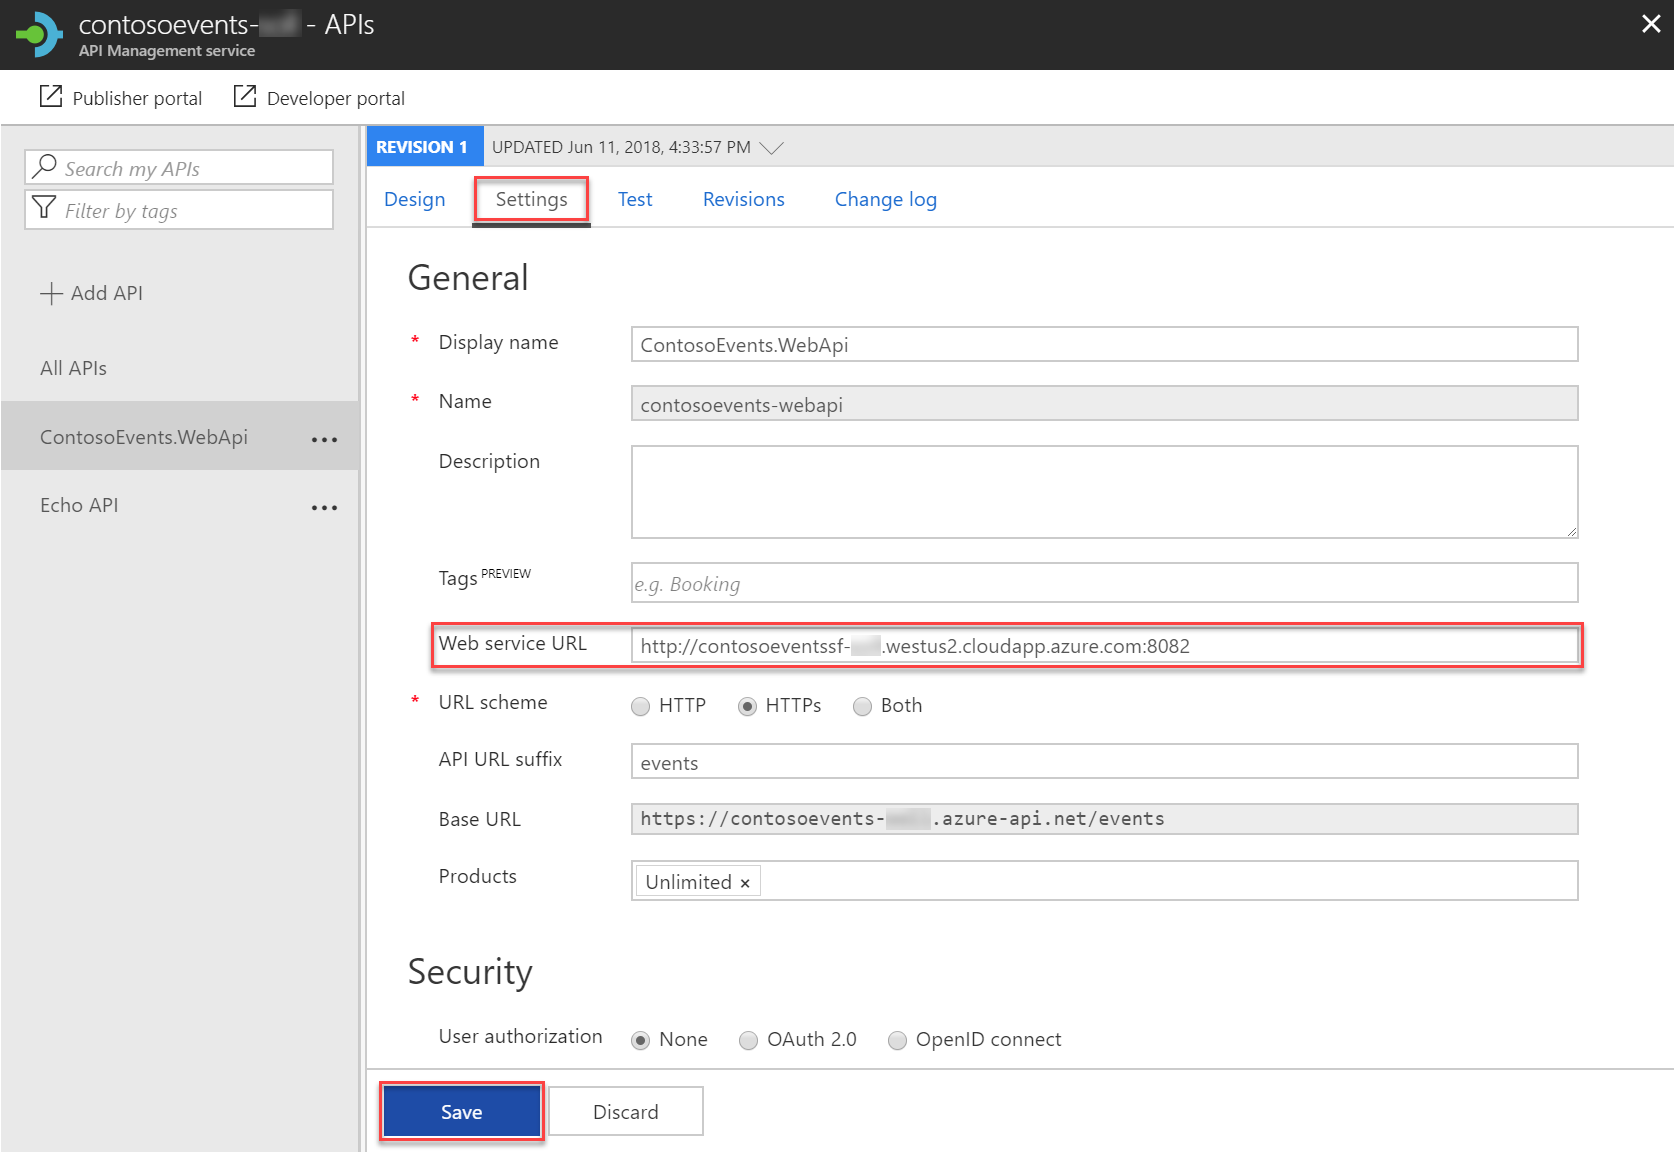 contosoevents- - APIs
API Management service
Publisher portal Developer portal
Search my APIs
Filter by tags
Add API
All APIs
ContosoEvents.WebApi ...
Echo API ...
REVISION 1 UPDATED Jun 11, 2018, 4:33:57 PM
Design Settings Test Revisions Change log
General
* Display name ContosoEvents.WebApi
* Name contosoevents-webapi
Description
Tags PREVIEW e.g. Booking
Web service URL http://contosoeventssf- .westus2.cloudapp.azure.com:8082
* URL scheme HTTP HTTPs Both
API URL suffix events
Base URL https://contosoevents- .azure-api.net/events
Products Unlimited ×
Security
User authorization None OAuth 2.0 OpenID connect
Save Discard